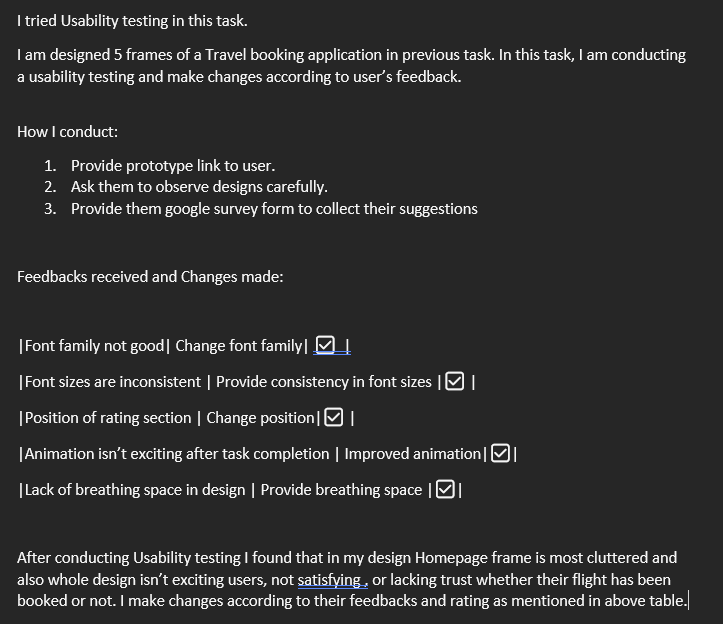 I tried Usability testing in this task.
I am designed 5 frames of a Travel booking application in previous task. In this task, I am conducting
a usability testing and make changes according to user's feedback.
How I conduct:
1. Provide prototype link to user.
2. Ask them to observe designs carefully.
3. Provide them google survey form to collect their suggestions
Feedbacks received and Changes made:
|Font family not good| Change font family| ☑ |
|Font sizes are inconsistent | Provide consistency in font sizes |☑ |
|Position of rating section | Change position|☑ |
|Animation isn't exciting after task completion | Improved animation|☑|
|Lack of breathing space in design | Provide breathing space |☑|
After conducting Usability testing I found that in my design Homepage frame is most cluttered and
also whole design isn't exciting users, not satisfying , or lacking trust whether their flight has been
booked or not. I make changes according to their feedbacks and rating as mentioned in above table.